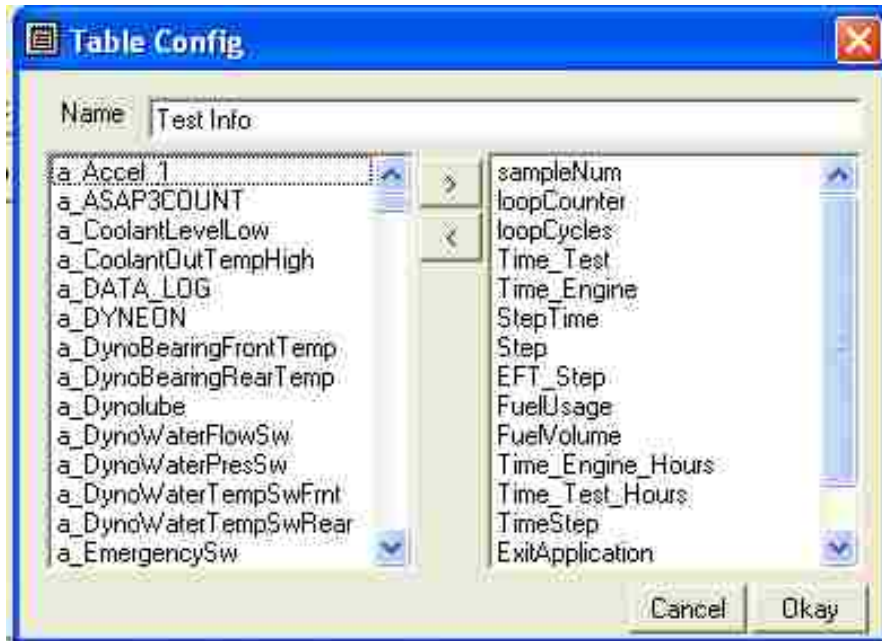 Table Config
Name
Test Info
a_Accel_1
a_ASAP3COUNT
a_CoolantLevelLow
a_CoolantOutTempHigh
a_DATA_LOG
a_DYNEON
a_DynoBearingFrontTemp
a_DynoBearingRearTemp
a_Dynolube
a_DynoWaterFlowSw
a_DynoWaterPresSw
a_DynoWaterTempSwFrnt
a_DynoWaterTempSwRear
a_EmergencySw
>
<
sampleNum
loopCounter
loopCycles
Time_Test
Time_Engine
StepTime
Step
EFT_Step
FuelUsage
FuelVolume
Time_Engine_Hours
Time_Test_Hours
TimeStep
ExitApplication
Cancel
Okay